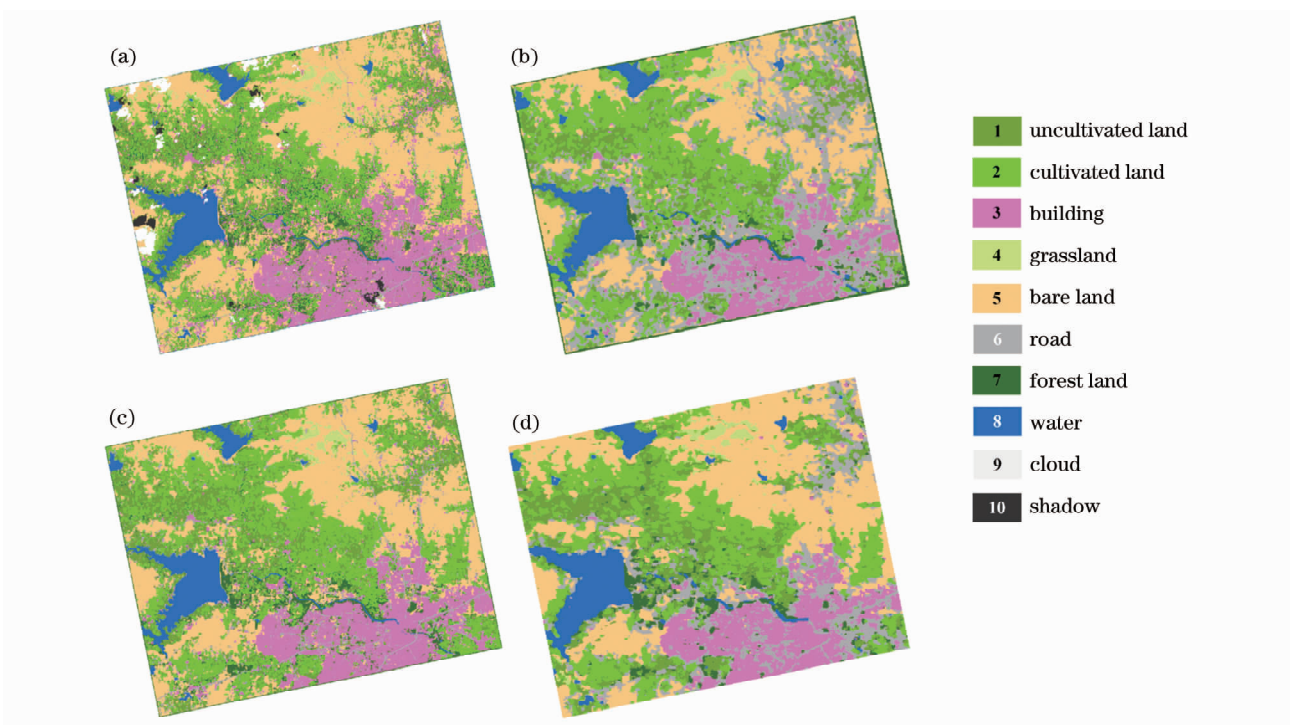 (a)
(b)
(c)
(d)
1 uncultivated land
2 cultivated land
3 building
4 grassland
5 bare land
6 road
7 forest land
8 water
9 cloud
10 shadow